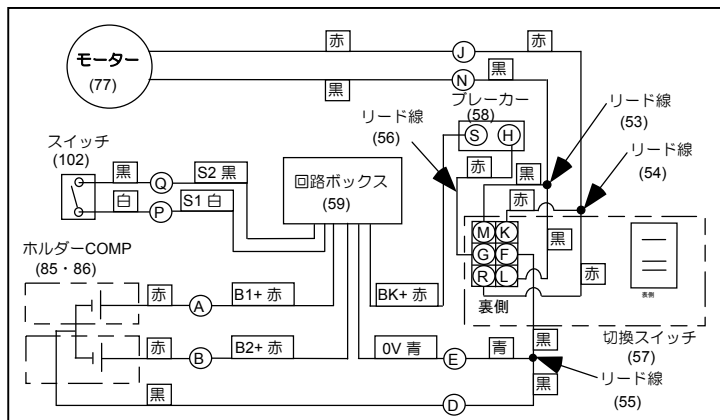 モーター
(77)
赤
J
赤
黒
N
黒
ブレーカー
(58)
S
H
リード線
(56)
リード線
(53)
リード線
(54)
スイッチ
(102)
黒
Q
S2 黒
白
P
S1 白
回路ボックス
(59)
赤
黒
赤
M
K
G
F
R
L
黒
赤
裏側
表側
ホルダーCOMP
(85・86)
赤
A
B1+ 赤
BK+ 赤
赤
B
B2+ 赤
0V 青
E
青
黒
切換スイッチ
(57)
リード線
(55)
黒
D
黒